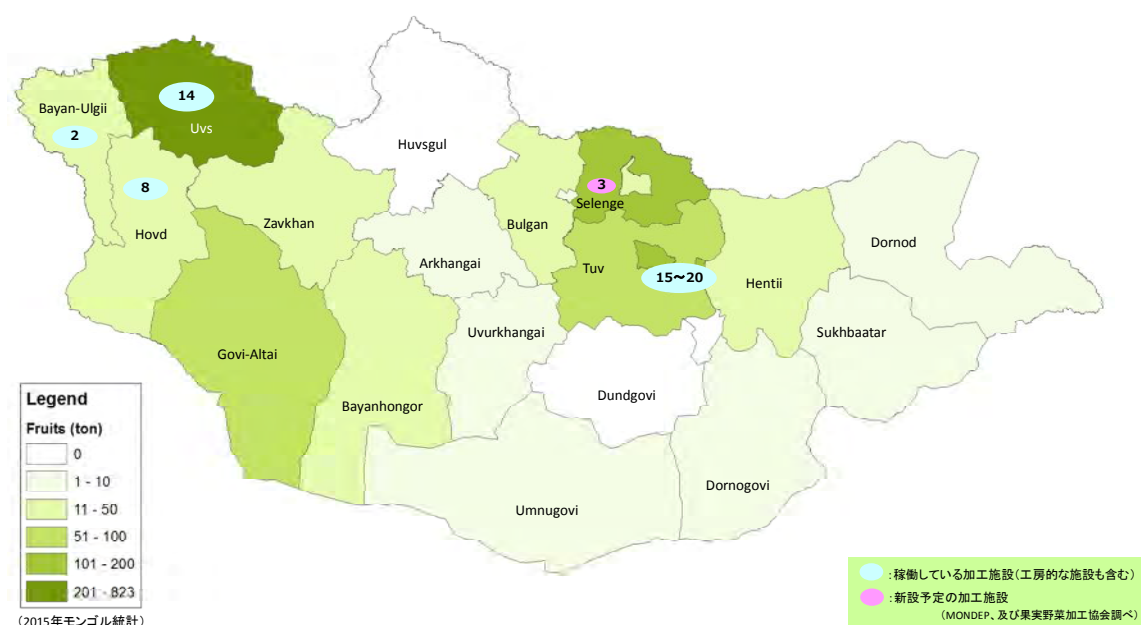 14
Bayan-Ulgii
Uvs
2
Huvsgul
8
3
Selenge
Zavkhan
Bulgan
Hovd
Dornod
Arkhangai
Tuv
15~20
Hentii
Uvurkhangai
Sukhbaatar
Govi-Altai
Dundgovi
Bayanhongor
Dornogovi
Umnugovi
Legend
Fruits (ton)
0
1 - 10
11 - 50
51 - 100
101 - 200
201 - 823
(2015年モンゴル統計)
:稼働している加工施設(工房的な施設も含む)
:新設予定の加工施設
(MONDEP、及び果実野菜加工協会調べ)